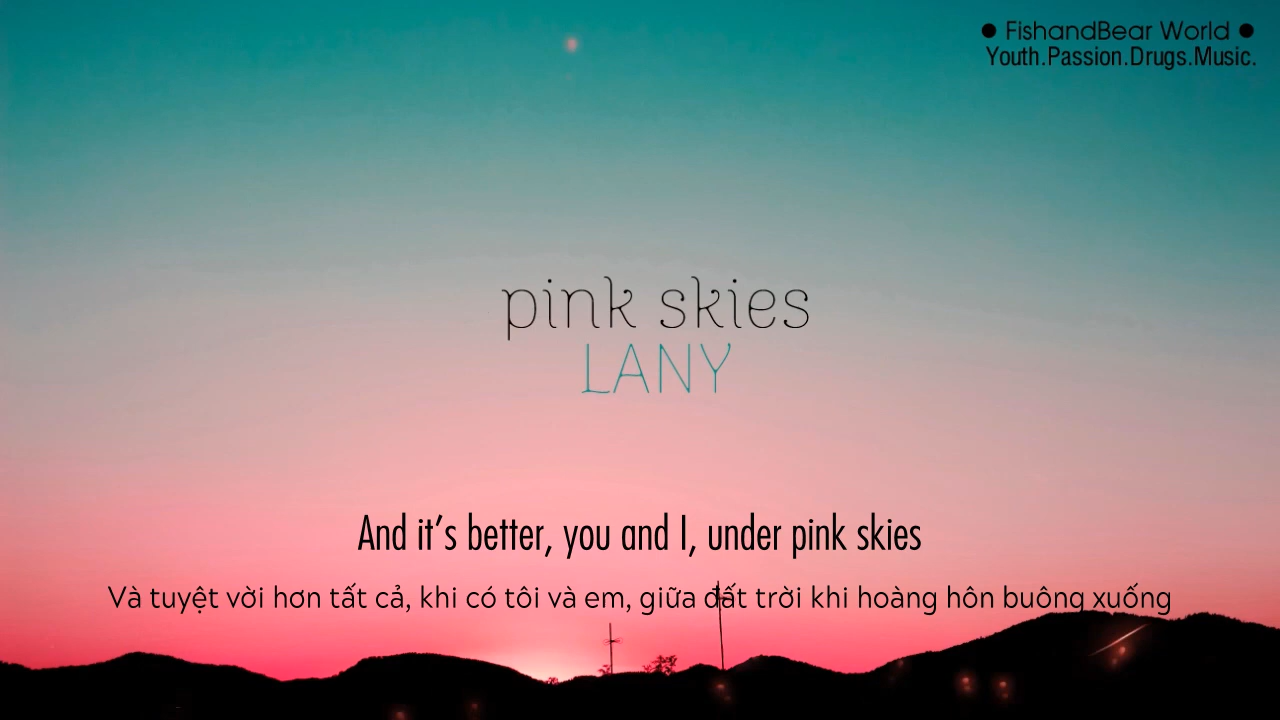 ● FishandBear World ●
Youth.Passion.Drugs.Music.
pink skies
LANY
And it's better, you and I, under pink skies
Và tuyệt vời hơn tất cả, khi có tôi và em, giữa đất trời khi hoàng hôn buông xuống